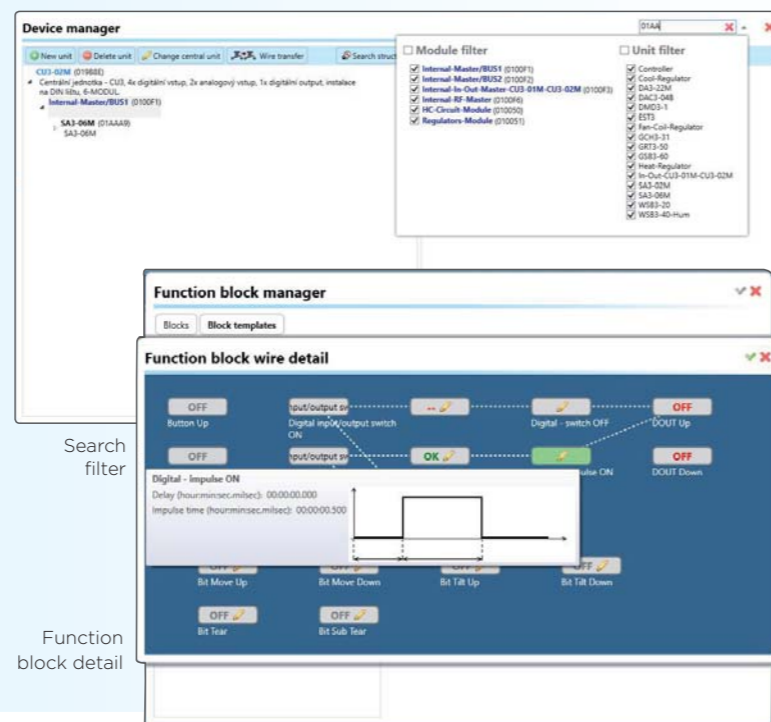 Device manager
01AA
New unit Delete unit Change central unit Wire transfer Search struct
CU3-02M (01988E)
Centrální jednotka - CU3, 4x digitální vstup, 2x analogový vstup, 1x digitální output, instalace
na DIN lištu, 6-MODUL.
Internal-Master/BUS1 (0100F1)
SA3-06M (01AAA9)
SA3-06M
Module filter
Internal-Master/BUS1 (0100F1)
Internal-Master/BUS2 (0100F2)
Internal-In-Out-Master-CU3-01M-CU3-02M (0100F3)
Internal-RF-Master (0100F6)
HC-Circuit-Module (010050)
Regulators-Module (010051)
Unit filter
Controller
Cool-Regulator
DA3-22M
DAC3-04B
DMD3-1
EST3
Fan-Coil-Regulator
GCH3-31
GRT3-50
GSB3-60
Heat-Regulator
In-Out-CU3-01M-CU3-02M
SA3-02M
SA3-06M
WSB3-20
WSB3-40-Hum
Function block manager
Blocks Block templates
Function block wire detail
OFF put/output sw -- OFF
Button Up Digital input/output switch Digital - switch OFF DOUT Up
ON
OFF put/output sw OK OFF
ulse ON DOUT Down
Digital - Impulse ON
Delay (hour:min:sec.milsec): 00:00:00.000
Impulse time (hour:min:sec.milsec): 00:00:00.500
OFF OFF OFF OFF
Bit Move Up Bit Move Down Bit Tilt Up Bit Tilt Down
OFF OFF
Bit Tear Bit Sub Tear
Search
filter
Function
block detail